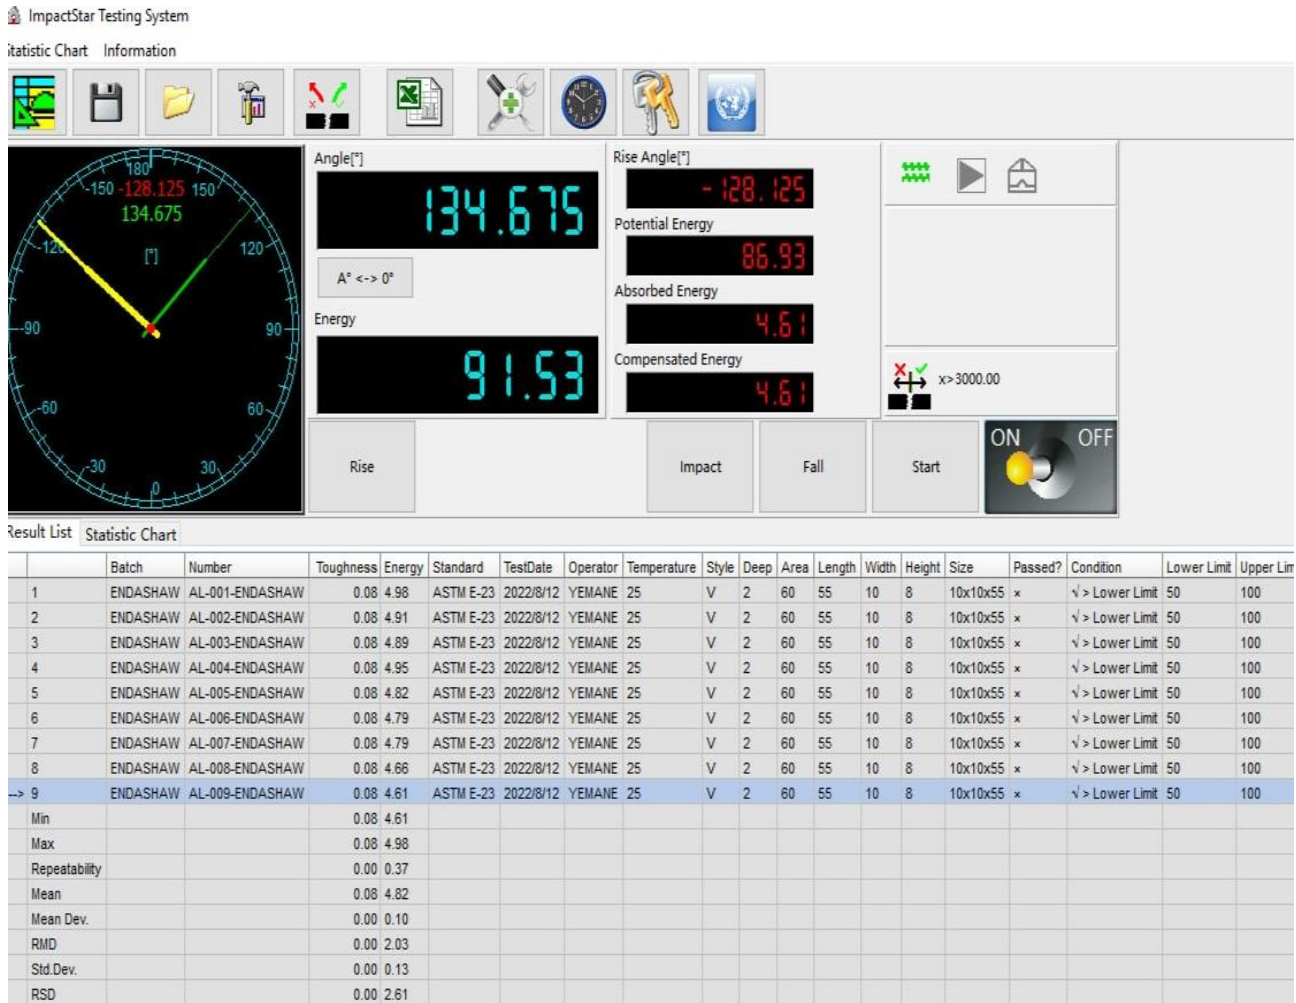 ImpactStar Testing System
Statistic Chart Information
180
-150 -128.125 150
134.675
-120 [°] 120
-90 90
-60 60
-30 30
0
Angle[°]
134.675
A° <-> 0°
Energy
91.53
Rise Angle[°]
-128.125
Potential Energy
86.93
Absorbed Energy
4.61
Compensated Energy
4.61
x>3000.00
Rise Impact Fall Start ON OFF
Result List Statistic Chart
Batch Number Toughness Energy Standard TestDate Operator Temperature Style Deep Area Length Width Height Size Passed? Condition Lower Limit Upper Lim
1 ENDASHAW AL-001-ENDASHAW 0.08 4.98 ASTM E-23 2022/8/12 YEMANE 25 V 2 60 55 10 8 10x10x55 × √ > Lower Limit 50 100
2 ENDASHAW AL-002-ENDASHAW 0.08 4.91 ASTM E-23 2022/8/12 YEMANE 25 V 2 60 55 10 8 10x10x55 × √ > Lower Limit 50 100
3 ENDASHAW AL-003-ENDASHAW 0.08 4.89 ASTM E-23 2022/8/12 YEMANE 25 V 2 60 55 10 8 10x10x55 × √ > Lower Limit 50 100
4 ENDASHAW AL-004-ENDASHAW 0.08 4.95 ASTM E-23 2022/8/12 YEMANE 25 V 2 60 55 10 8 10x10x55 × √ > Lower Limit 50 100
5 ENDASHAW AL-005-ENDASHAW 0.08 4.82 ASTM E-23 2022/8/12 YEMANE 25 V 2 60 55 10 8 10x10x55 × √ > Lower Limit 50 100
6 ENDASHAW AL-006-ENDASHAW 0.08 4.79 ASTM E-23 2022/8/12 YEMANE 25 V 2 60 55 10 8 10x10x55 × √ > Lower Limit 50 100
7 ENDASHAW AL-007-ENDASHAW 0.08 4.79 ASTM E-23 2022/8/12 YEMANE 25 V 2 60 55 10 8 10x10x55 × √ > Lower Limit 50 100
8 ENDASHAW AL-008-ENDASHAW 0.08 4.66 ASTM E-23 2022/8/12 YEMANE 25 V 2 60 55 10 8 10x10x55 × √ > Lower Limit 50 100
--> 9 ENDASHAW AL-009-ENDASHAW 0.08 4.61 ASTM E-23 2022/8/12 YEMANE 25 V 2 60 55 10 8 10x10x55 × √ > Lower Limit 50 100
Min 0.08 4.61
Max 0.08 4.98
Repeatability 0.00 0.37
Mean 0.08 4.82
Mean Dev. 0.00 0.10
RMD 0.00 2.03
Std.Dev. 0.00 0.13
RSD 0.00 2.61